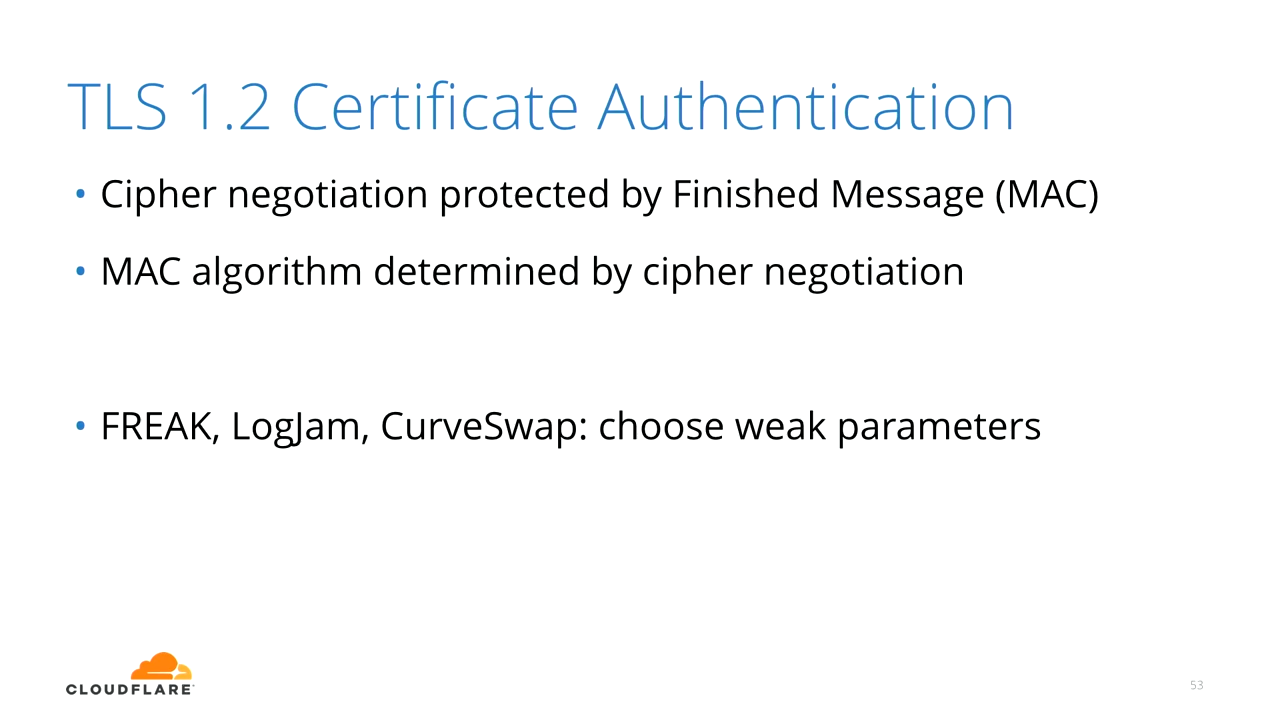 TLS 1.2 Certificate Authentication
• Cipher negotiation protected by Finished Message (MAC)
• MAC algorithm determined by cipher negotiation
• FREAK, LogJam, CurveSwap: choose weak parameters
CLOUDFLARE
53